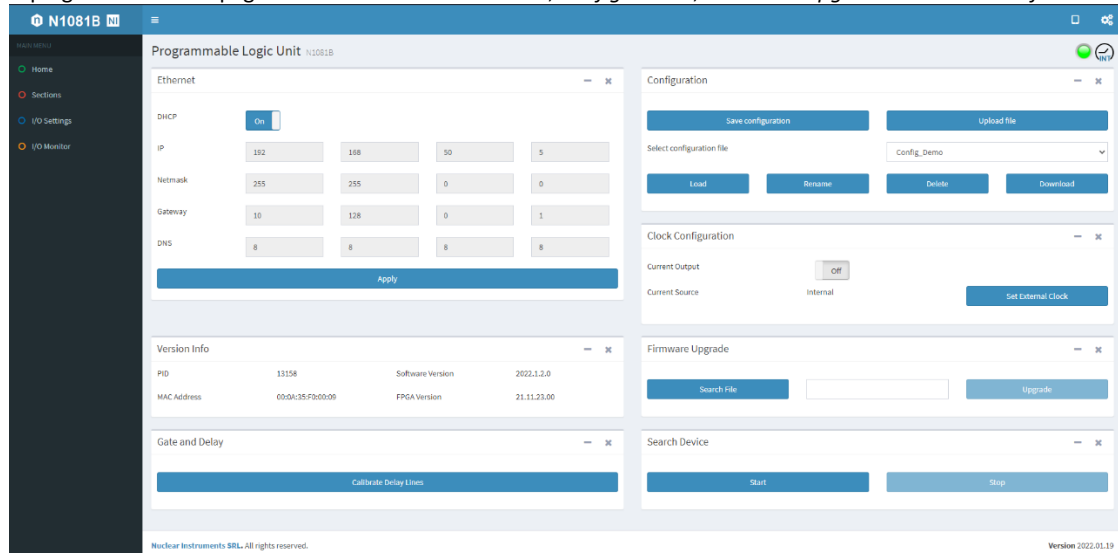 N1081B NI
MAIN MENU
Home
Sections
I/O Settings
I/O Monitor
Programmable Logic Unit N1081B
INT
Ethernet
DHCP On
IP 192 168 50 5
Netmask 255 255 0 0
Gateway 10 128 0 1
DNS 8 8 8 8
Apply
Configuration
Save configuration Upload file
Select configuration file Config_Demo
Load Rename Delete Download
Clock Configuration
Current Output Off
Current Source Internal Set External Clock
Version Info
PID 13158 Software Version 2022.1.2.0
MAC Address 00:0A:35:F0:00:09 FPGA Version 21.11.23.00
Firmware Upgrade
Search File Upgrade
Gate and Delay
Calibrate Delay Lines
Search Device
Start Stop
Nuclear Instruments SRL. All rights reserved. Version 2022.01.19